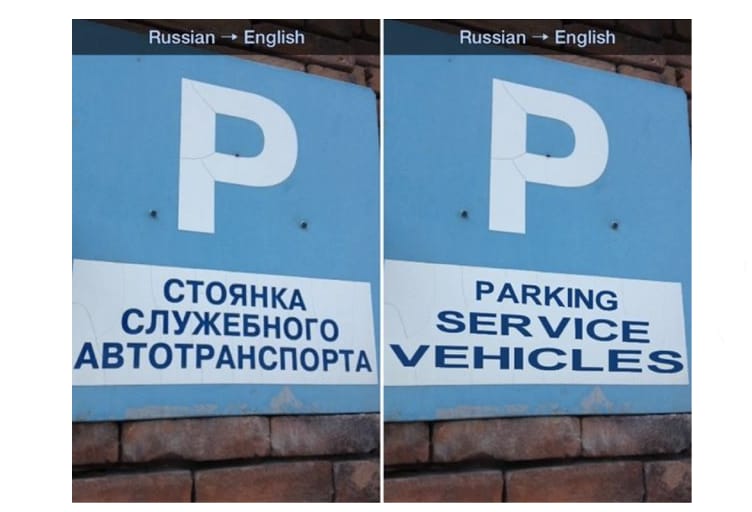 Russian → English
P
СТОЯНКА
СЛУЖЕБНОГО
АВТОТРАНСПОРТА
Russian → English
P
PARKING
SERVICE
VEHICLES